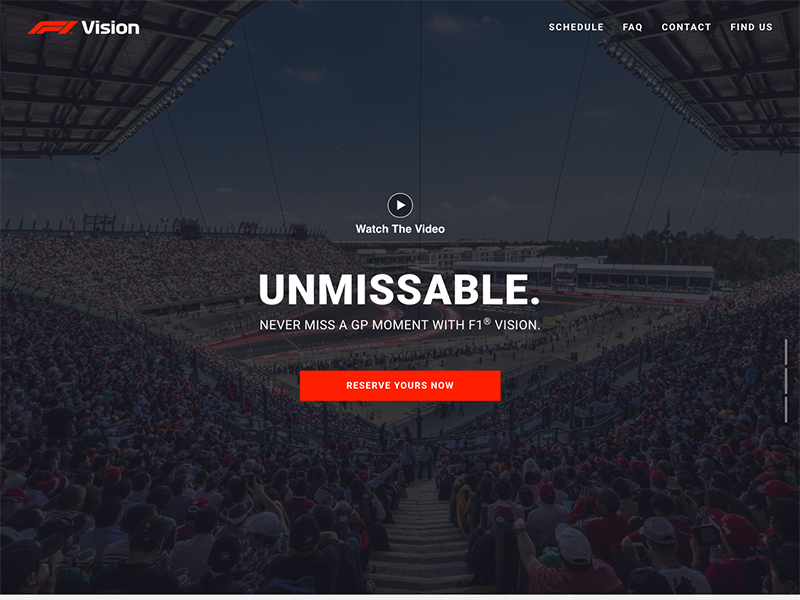 F1 Vision
SCHEDULE FAQ CONTACT FIND US
Watch The Video
UNMISSABLE.
NEVER MISS A GP MOMENT WITH F1® VISION.
RESERVE YOURS NOW